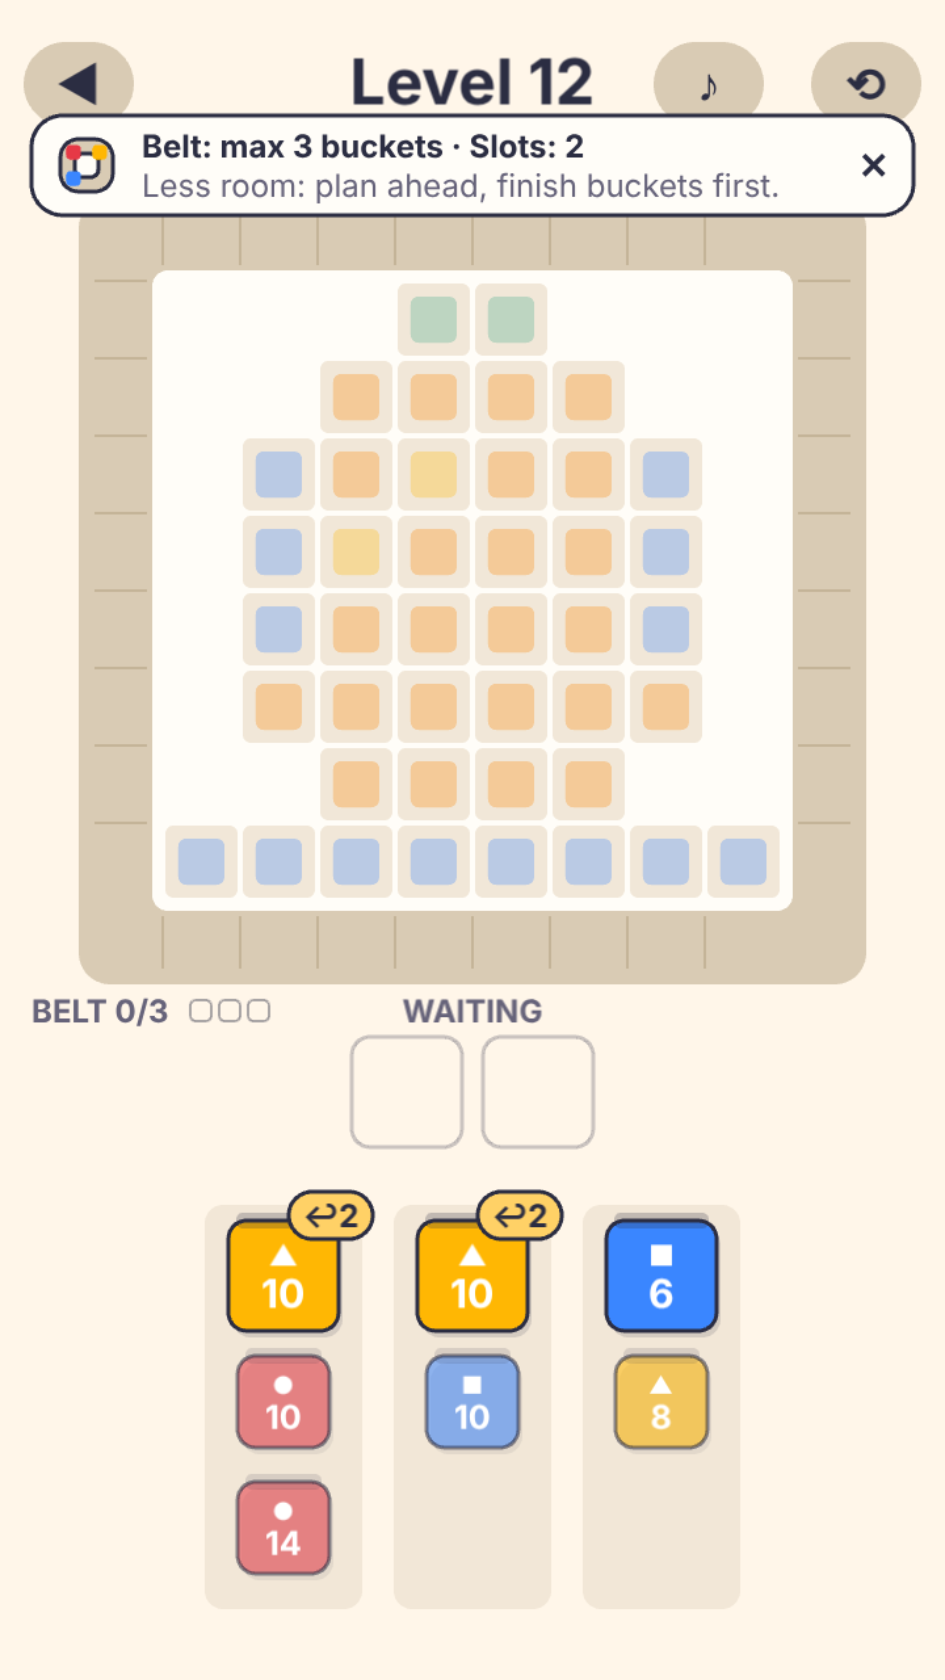 Level 12
Belt: max 3 buckets · Slots: 2
Less room: plan ahead, finish buckets first.
BELT 0/3
WAITING
↩2
↩2
10
10
6
10
10
8
14